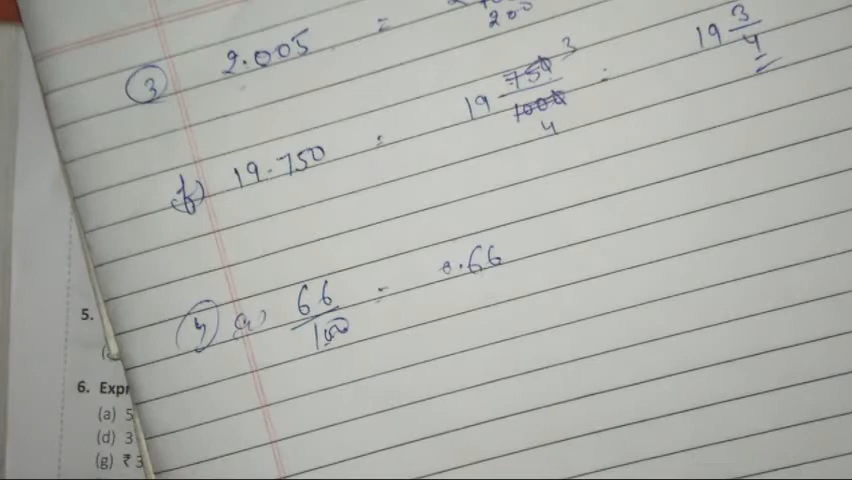 3 2.005 = 200
f) 19.750 = 19 750 3 / 1000 4 = 19 3/4
4 a) 66/100 = 0.66
5.
6. Expr
(a) 5
(d) 3
(g) ₹ 3